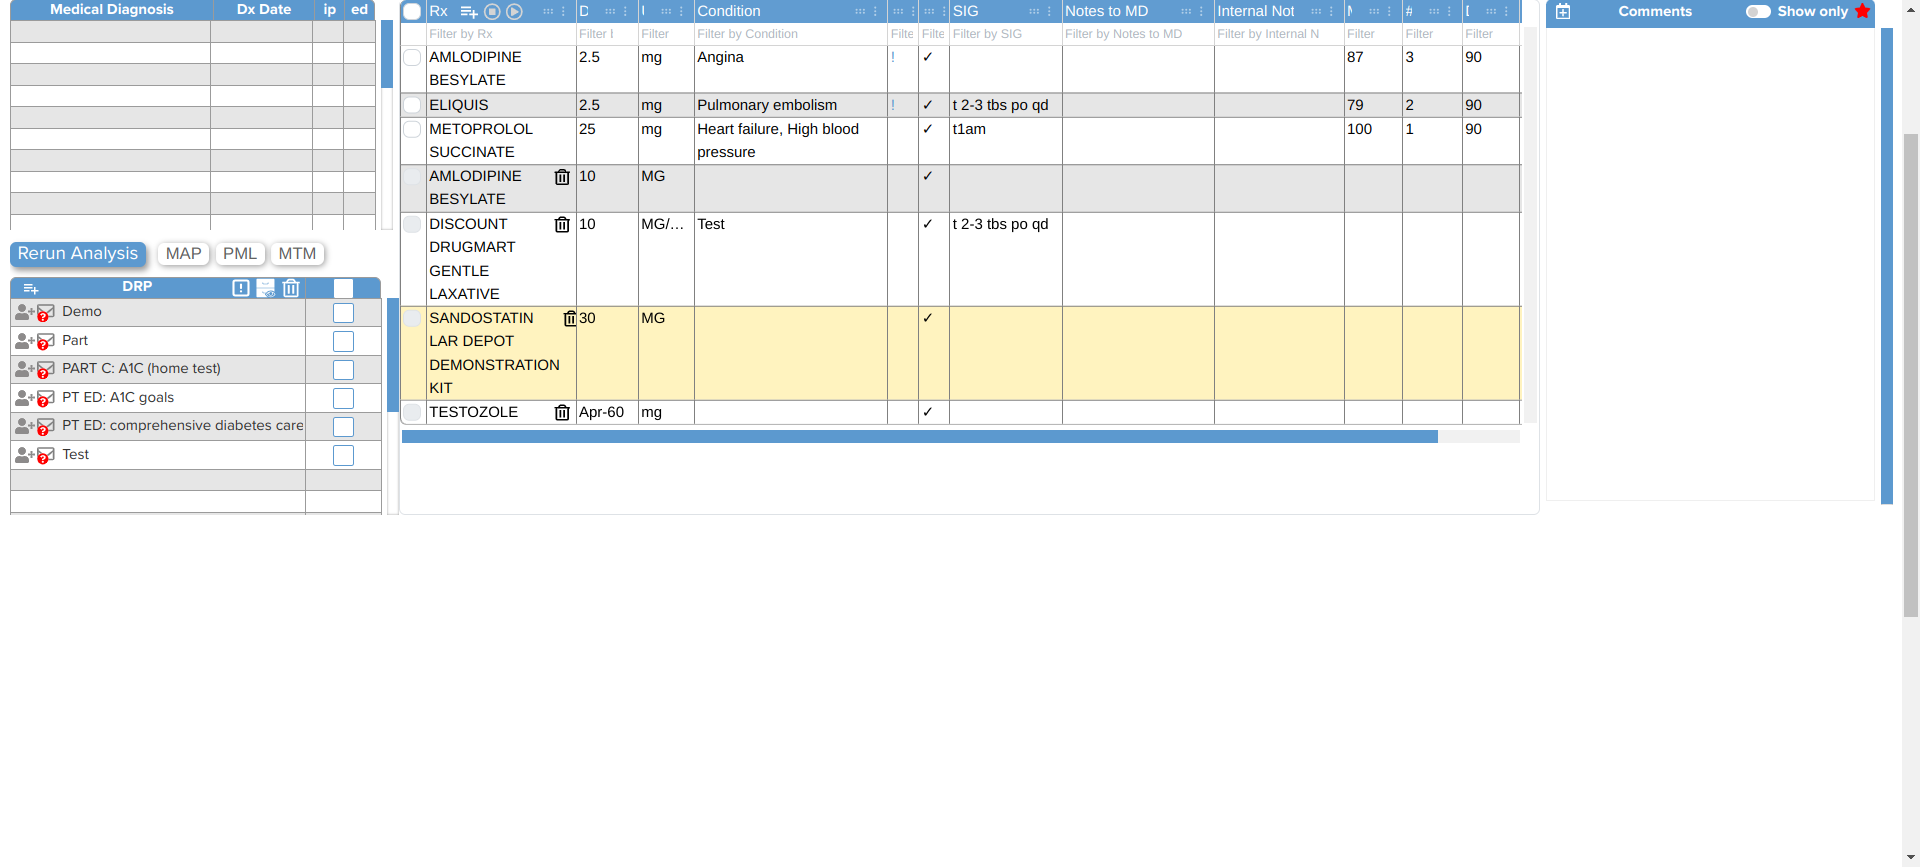 Medical Diagnosis Dx Date ip ed
Rerun Analysis MAP PML MTM
DRP
Demo
Part
PART C: A1C (home test)
PT ED: A1C goals
PT ED: comprehensive diabetes care
Test
Rx D Condition SIG Notes to MD Internal Not #
Filter by Rx Filter Filter Filter by Condition Filte Filte Filter by SIG Filter by Notes to MD Filter by Internal N Filter Filter Filter
AMLODIPINE 2.5 mg Angina ! ✓ 87 3 90
BESYLATE
ELIQUIS 2.5 mg Pulmonary embolism ! ✓ t 2-3 tbs po qd 79 2 90
METOPROLOL 25 mg Heart failure, High blood ✓ t1am 100 1 90
SUCCINATE pressure
AMLODIPINE 10 MG ✓
BESYLATE
DISCOUNT 10 MG/... Test ✓ t 2-3 tbs po qd
DRUGMART
GENTLE
LAXATIVE
SANDOSTATIN 30 MG ✓
LAR DEPOT
DEMONSTRATION
KIT
TESTOZOLE Apr-60 mg ✓
Comments Show only